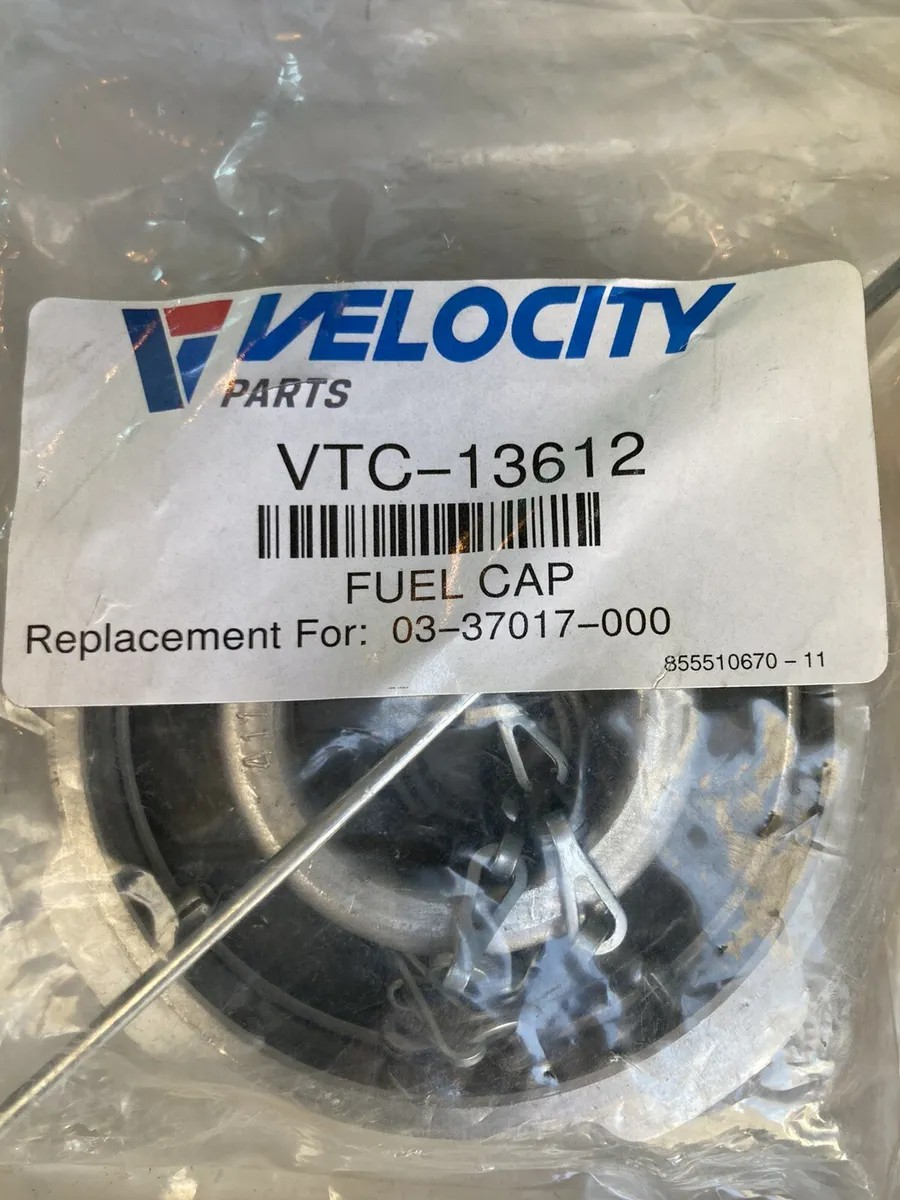 VELOCITY
PARTS
VTC-13612
FUEL CAP
Replacement For: 03-37017-000
855510670 - 11